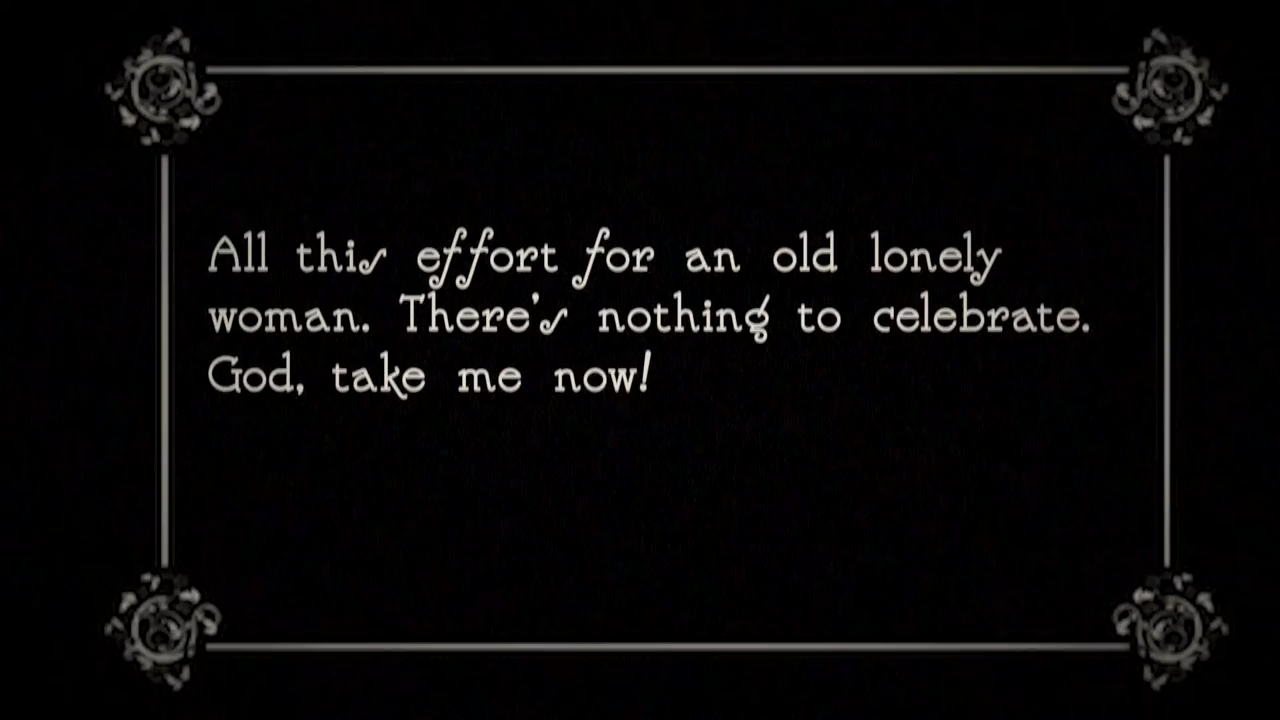 All this effort for an old lonely
woman. There's nothing to celebrate.
God, take me now!